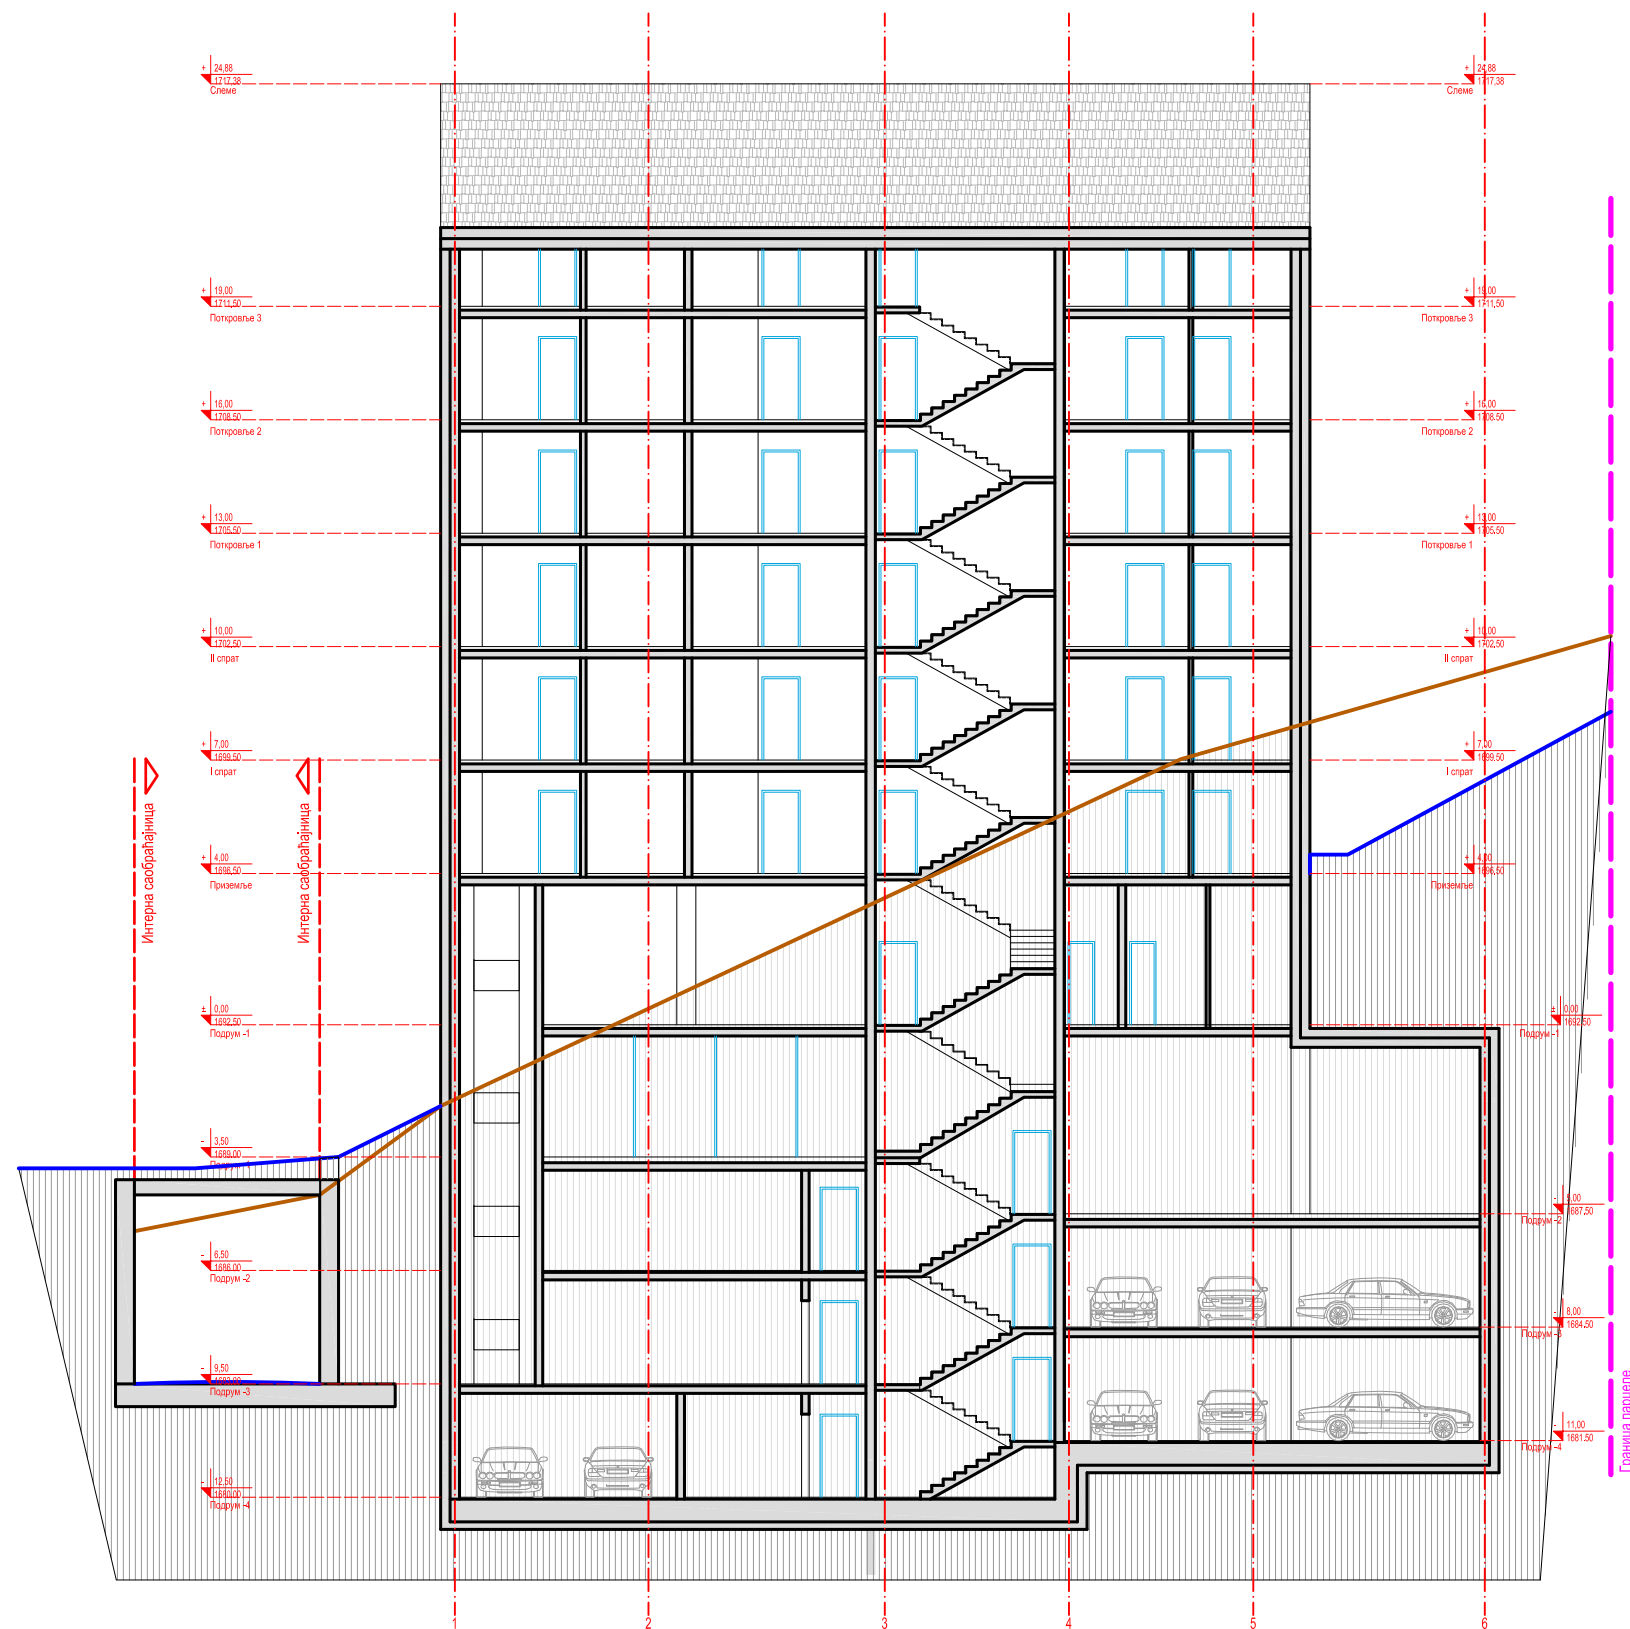 + 24,88
1717,38
Слеме
+ 24,88
1717,38
Слеме
+ 19,00
1711,50
Поткровље 3
+ 19,00
1711,50
Поткровље 3
+ 16,00
1708,50
Поткровље 2
+ 16,00
1708,50
Поткровље 2
+ 13,00
1705,50
Поткровље 1
+ 13,00
1705,50
Поткровље 1
+ 10,00
1702,50
II спрат
+ 10,00
1702,50
II спрат
+ 7,00
1699,50
I спрат
+ 7,00
1699,50
I спрат
Интерна саобраћајница
Интерна саобраћајница
+ 4,00
1696,50
Приземље
+ 4,00
1696,50
Приземље
± 0,00
1692,50
Подрум -1
± 0,00
1692,50
Подрум -1
- 3,50
1689,00
- 5,00
1687,50
Подрум -2
- 6,50
1686,00
Подрум -2
- 8,00
1684,50
Подрум -3
- 9,50
1683,00
Подрум -3
- 11,00
1681,50
Подрум -4
- 12,50
1680,00
Подрум -4
Граница парцеле
1 2 3 4 5 6